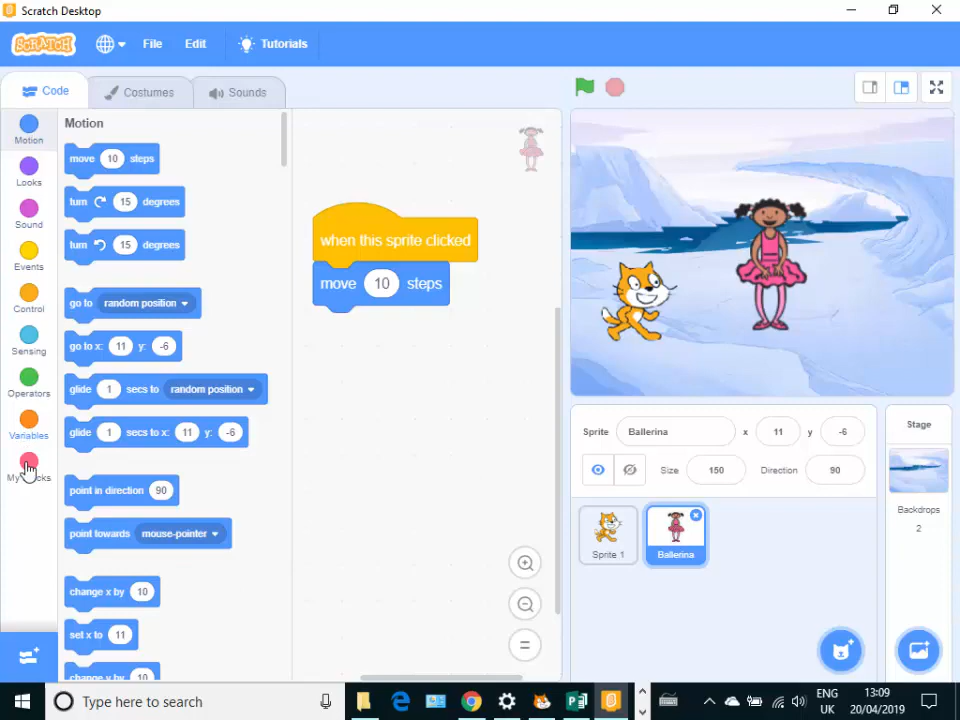 Scratch Desktop
SCRATCH
File
Edit
Tutorials
Code
Costumes
Sounds
Motion
Looks
Sound
Events
Control
Sensing
Operators
Variables
Motion
move 10 steps
turn 15 degrees
turn 15 degrees
go to random position
go to x: 11 y: -6
glide 1 secs to random position
glide 1 secs to x: 11 y: -6
point in direction 90
point towards mouse-pointer
change x by 10
set x to 11
change y by 10
when this sprite clicked
move 10 steps
Sprite Ballerina x 11 y -6
Size 150 Direction 90
Sprite 1
Ballerina
Stage
Backdrops
2
Type here to search
ENG
UK
13:09
20/04/2019